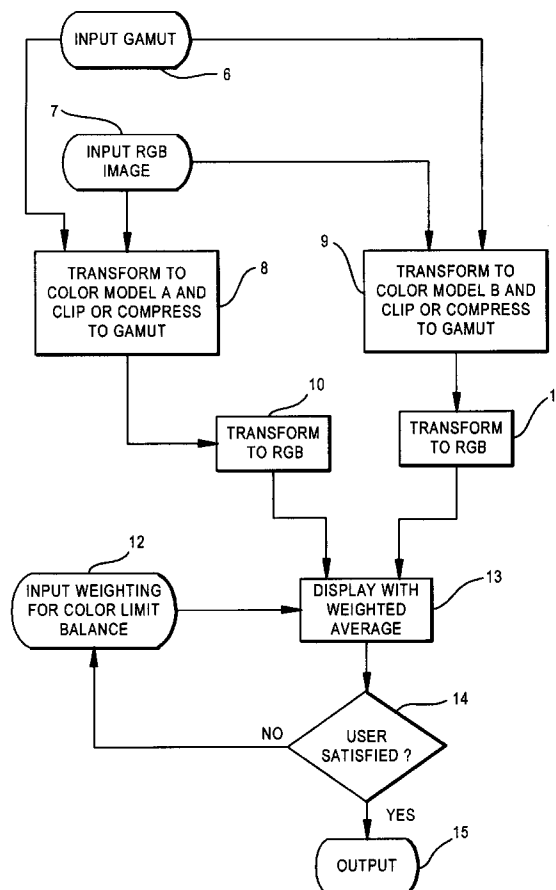 INPUT GAMUT
6
7
INPUT RGB
IMAGE
8
TRANSFORM TO
COLOR MODEL A AND
CLIP OR COMPRESS
TO GAMUT
9
TRANSFORM TO
COLOR MODEL B AND
CLIP OR COMPRESS
TO GAMUT
10
TRANSFORM
TO RGB
1
TRANSFORM
TO RGB
12
INPUT WEIGHTING
FOR COLOR LIMIT
BALANCE
13
DISPLAY WITH
WEIGHTED
AVERAGE
14
NO
USER
SATISFIED ?
YES
15
OUTPUT